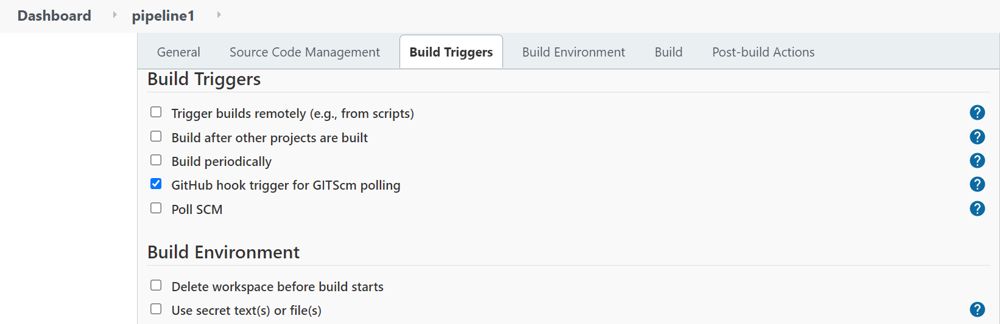 Dashboard pipeline1
General Source Code Management Build Triggers Build Environment Build Post-build Actions
Build Triggers
Trigger builds remotely (e.g., from scripts) ?
Build after other projects are built ?
Build periodically ?
GitHub hook trigger for GITScm polling ?
Poll SCM ?
Build Environment
Delete workspace before build starts
Use secret text(s) or file(s) ?